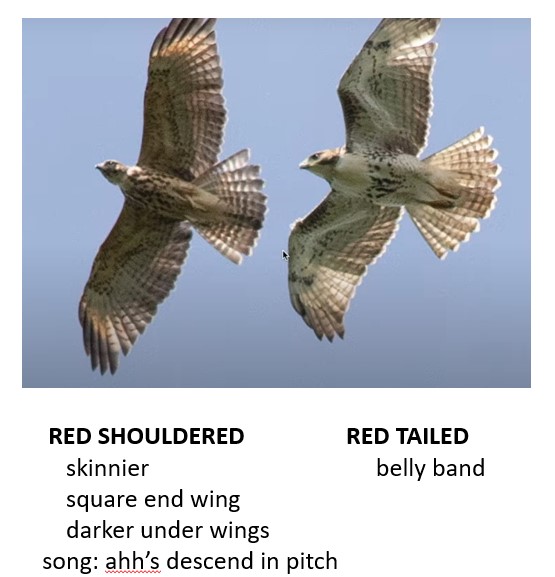 RED SHOULDERED
skinnier
square end wing
darker under wings
song: ahh's descend in pitch
RED TAILED
belly band